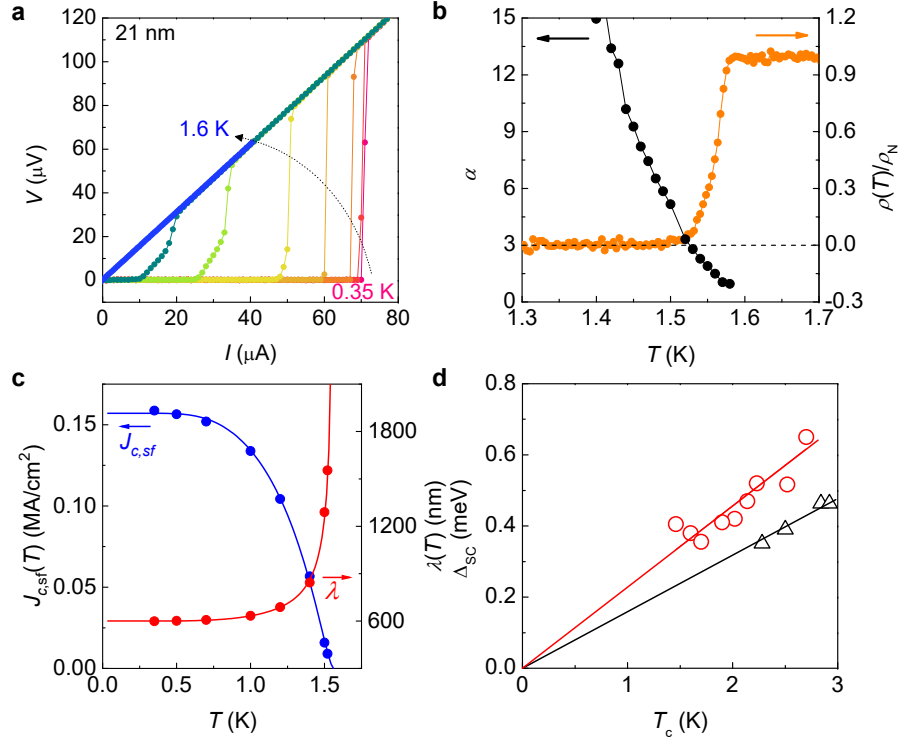 a
21 nm
1.6 K
0.35 K
V (μV)
120
100
80
60
40
20
0
0 20 40 60 80
I (μA)
b
α
15
12
9
6
3
0
1.3 1.4 1.5 1.6 1.7
T (K)
1.2
0.9
0.6
0.3
0.0
-0.3
ρ(T)/ρN
c
Jc,sf(T) (MA/cm²)
0.15
0.10
0.05
0.00
Jc,sf
λ
0.0 0.5 1.0 1.5
T (K)
1800
1200
600
λ(T) (nm)
d
ΔSC (meV)
0.8
0.6
0.4
0.2
0.0
0 1 2 3
Tc (K)